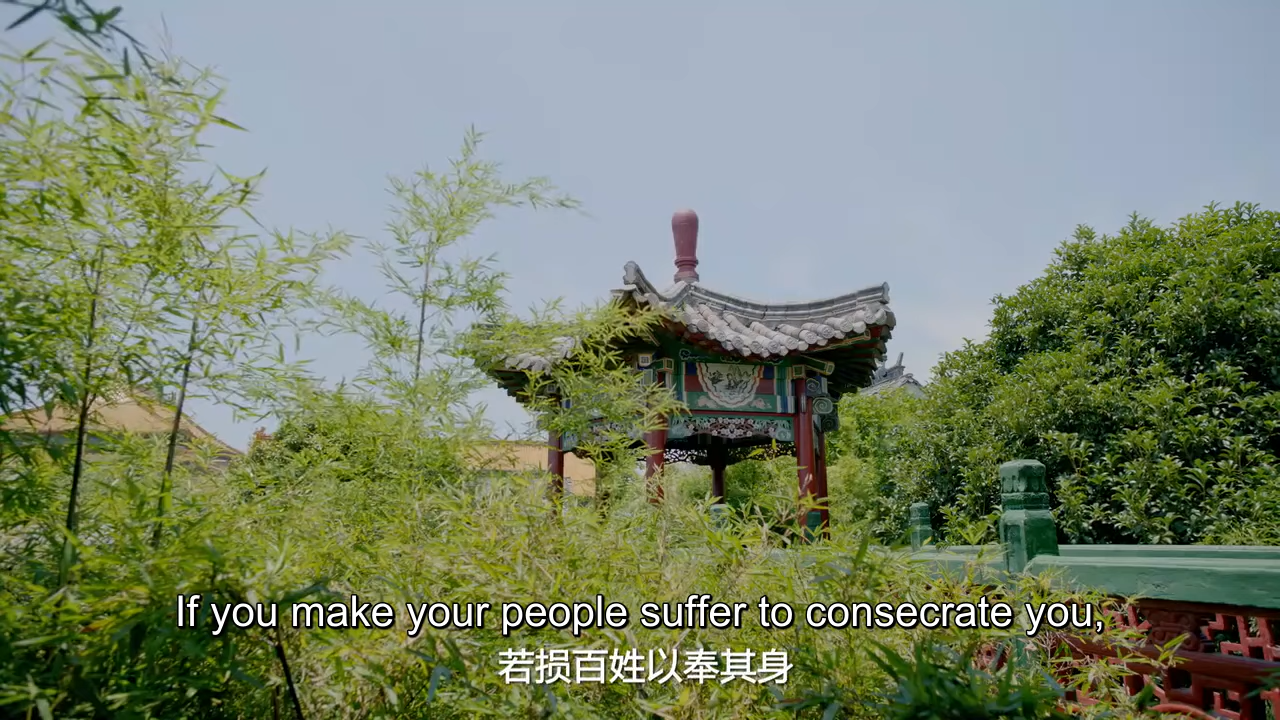 If you make your people suffer to consecrate you,
若损百姓以奉其身